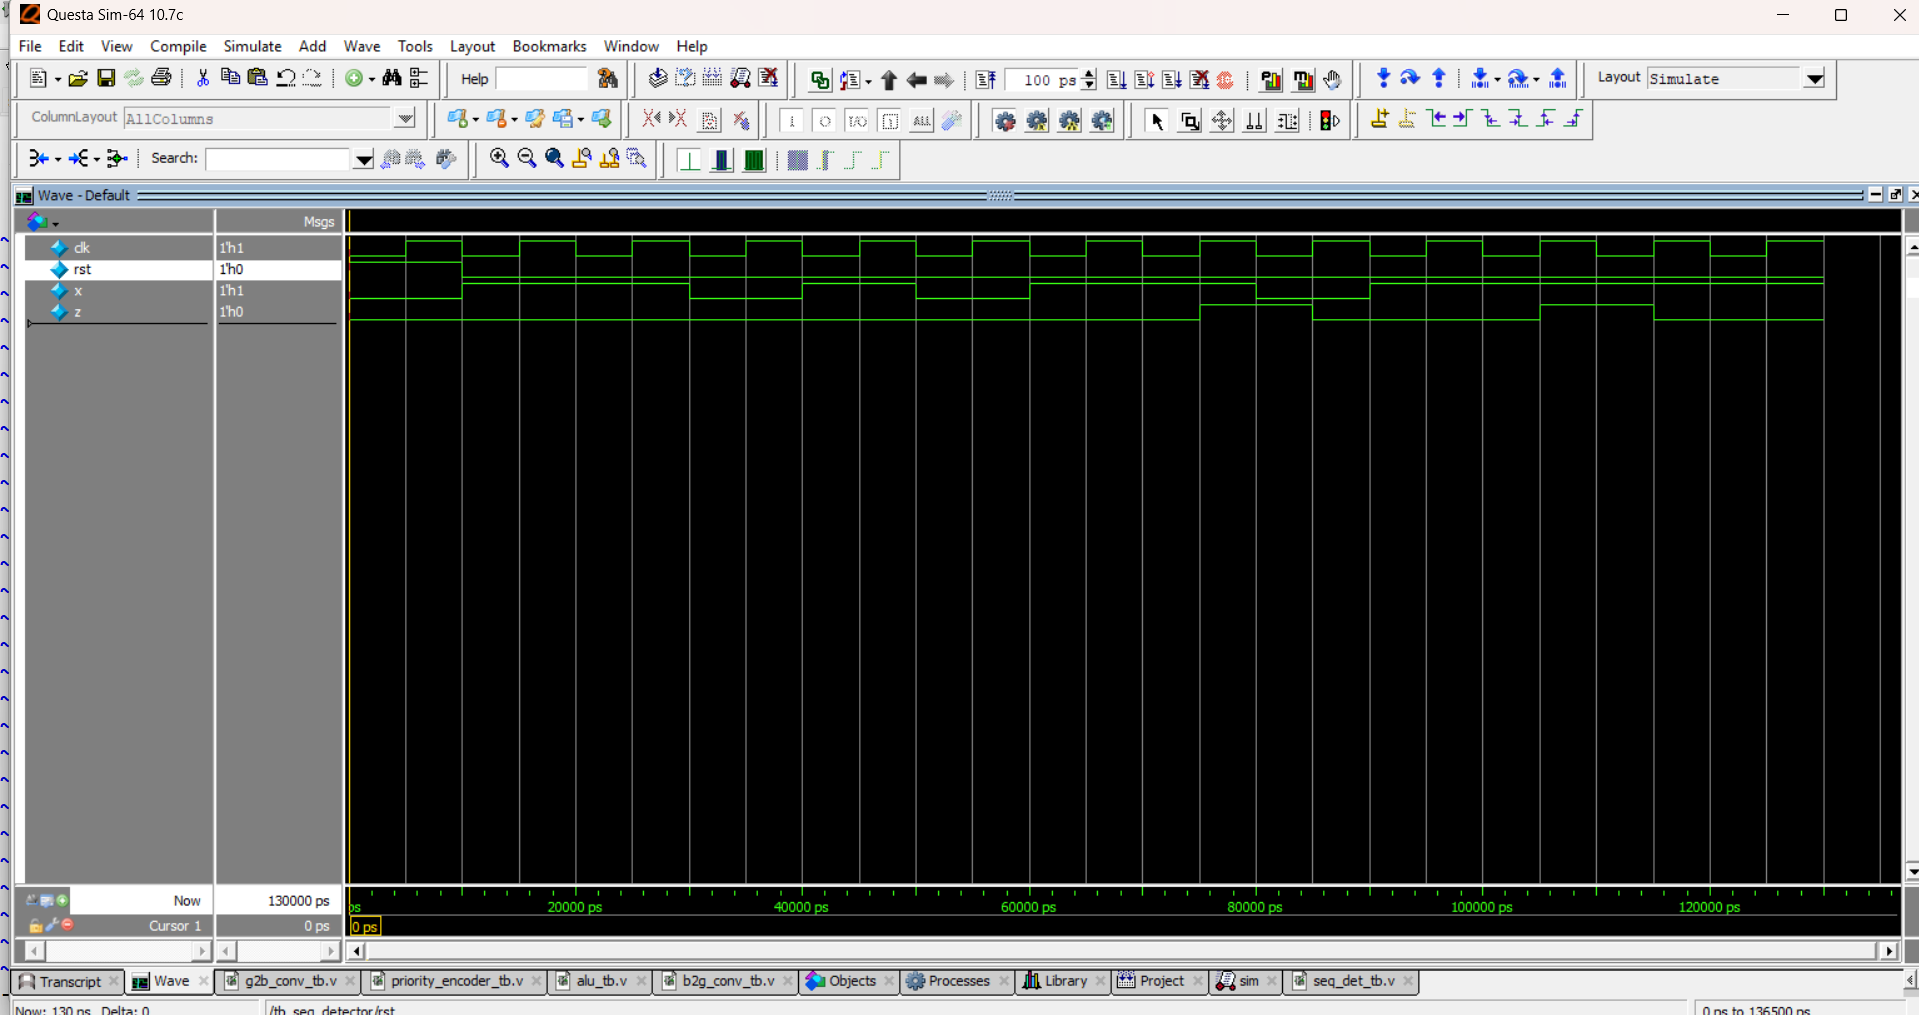 Questa Sim-64 10.7c
File Edit View Compile Simulate Add Wave Tools Layout Bookmarks Window Help
Help 100 ps Layout Simulate
ColumnLayout AllColumns
Search:
Wave - Default
Msgs
clk 1'h1
rst 1'h0
x 1'h1
z 1'h0
Now 130000 ps ps 20000 ps 40000 ps 60000 ps 80000 ps 100000 ps 120000 ps
Cursor 1 0 ps 0 ps
Transcript Wave g2b_conv_tb.v priority_encoder_tb.v alu_tb.v b2g_conv_tb.v Objects Processes Library Project sim seq_det_tb.v
Now: 130 ns Delta: 0 /tb_seq_detector/rst 0 ps to 136500 ps